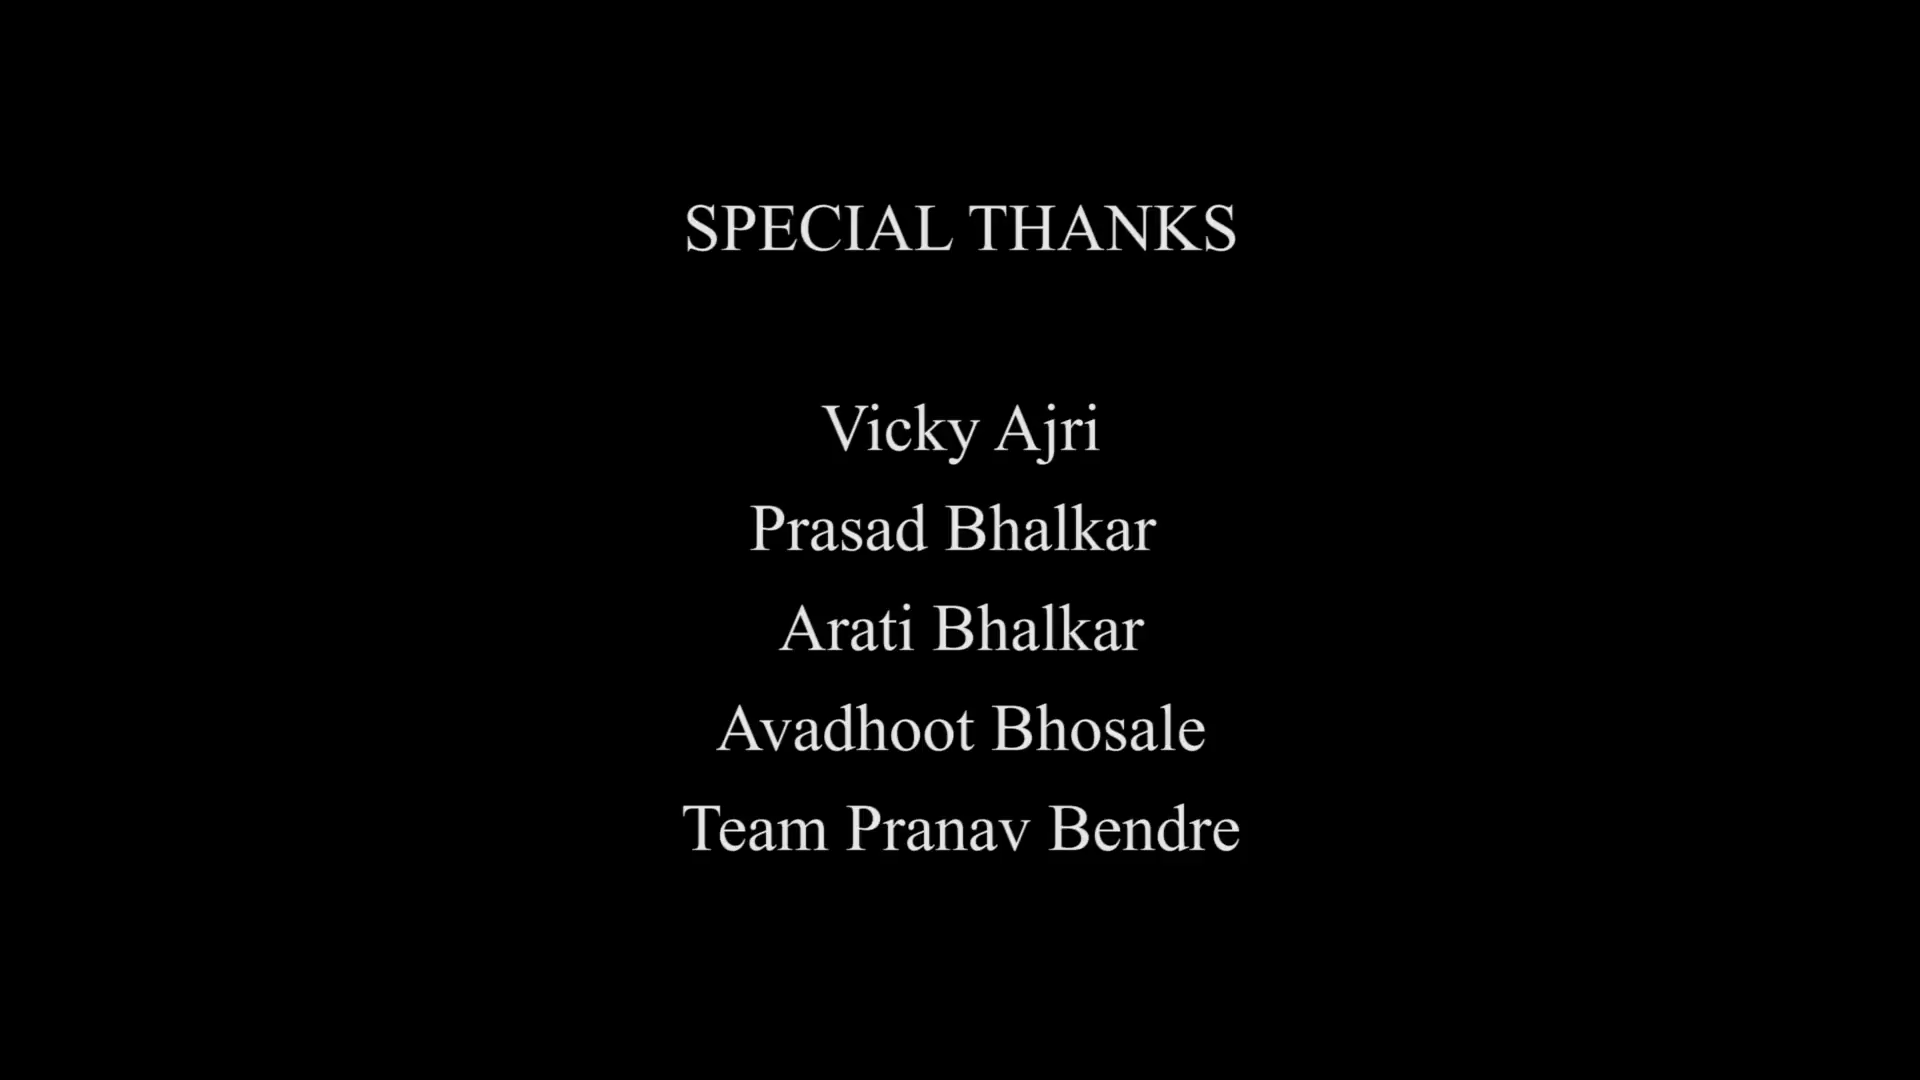 SPECIAL THANKS
Vicky Ajri
Prasad Bhalkar
Arati Bhalkar
Avadhoot Bhosale
Team Pranav Bendre